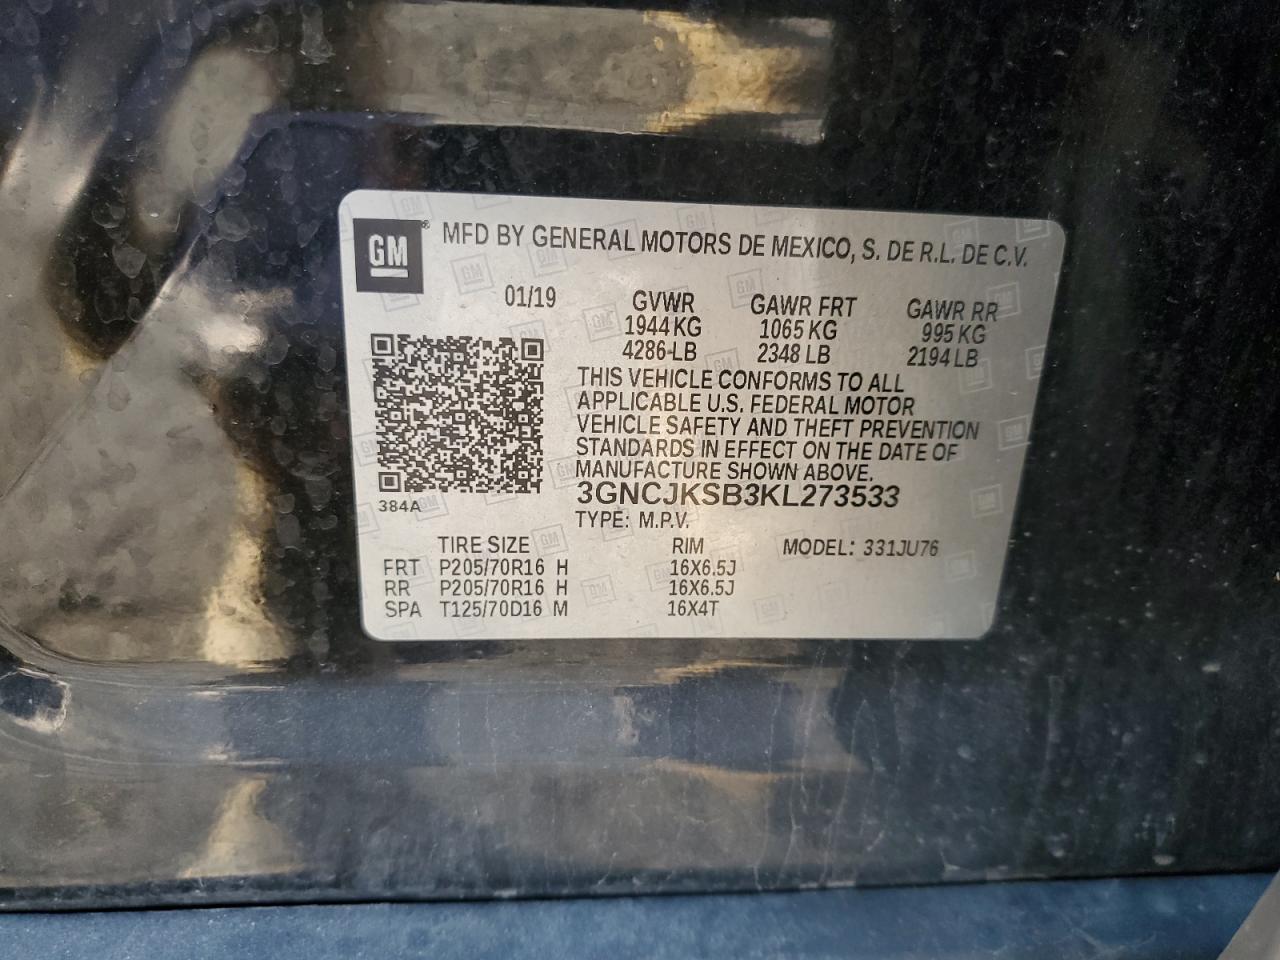 GM® MFD BY GENERAL MOTORS DE MEXICO, S. DE R.L. DE C.V.
01/19 GVWR GAWR FRT GAWR RR
1944 KG 1065 KG 995 KG
4286 LB 2348 LB 2194 LB
THIS VEHICLE CONFORMS TO ALL
APPLICABLE U.S. FEDERAL MOTOR
VEHICLE SAFETY AND THEFT PREVENTION
STANDARDS IN EFFECT ON THE DATE OF
MANUFACTURE SHOWN ABOVE.
3GNCJKSB3KL273533
384A
TYPE: M.P.V.
TIRE SIZE RIM MODEL: 331JU76
FRT P205/70R16 H 16X6.5J
RR P205/70R16 H 16X6.5J
SPA T125/70D16 M 16X4T